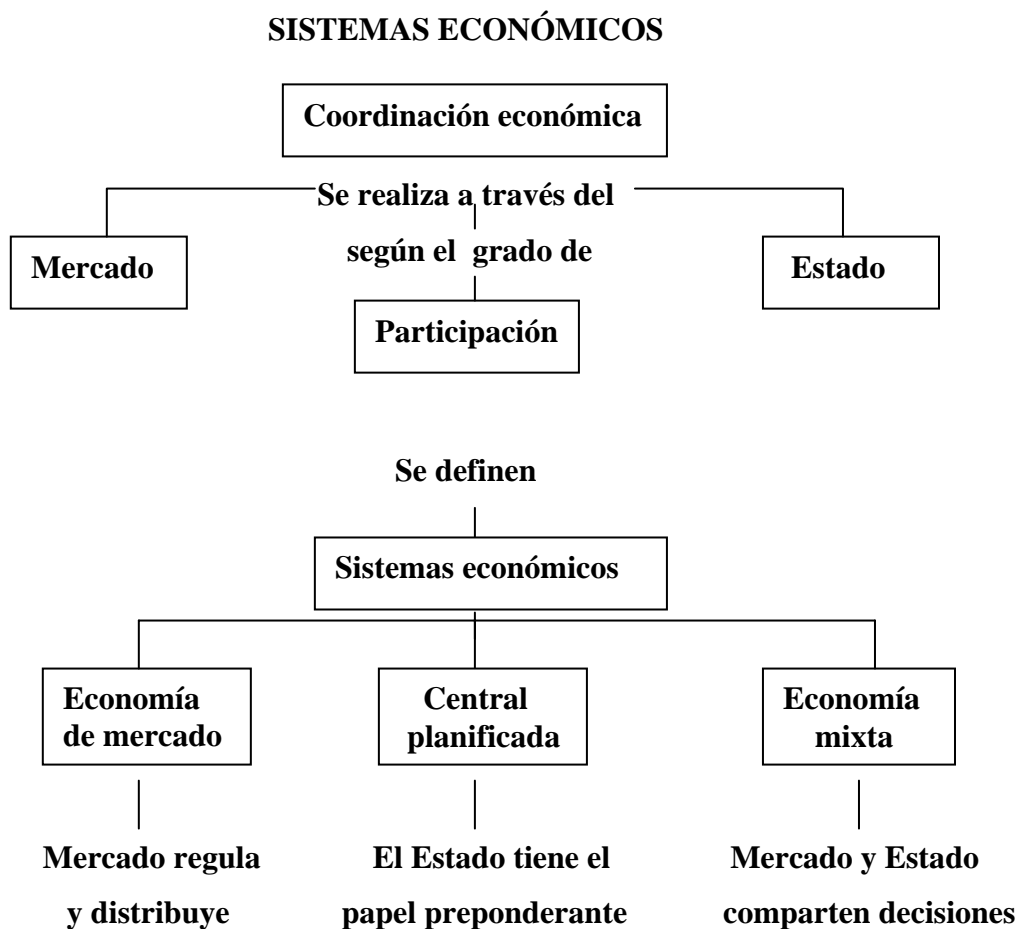 SISTEMAS ECONÓMICOS
Coordinación económica
Se realiza a través del
Mercado
según el grado de
Estado
Participación
Se definen
Sistemas económicos
Economía
de mercado
Central
planificada
Economía
mixta
Mercado regula
y distribuye
El Estado tiene el
papel preponderante
Mercado y Estado
comparten decisiones